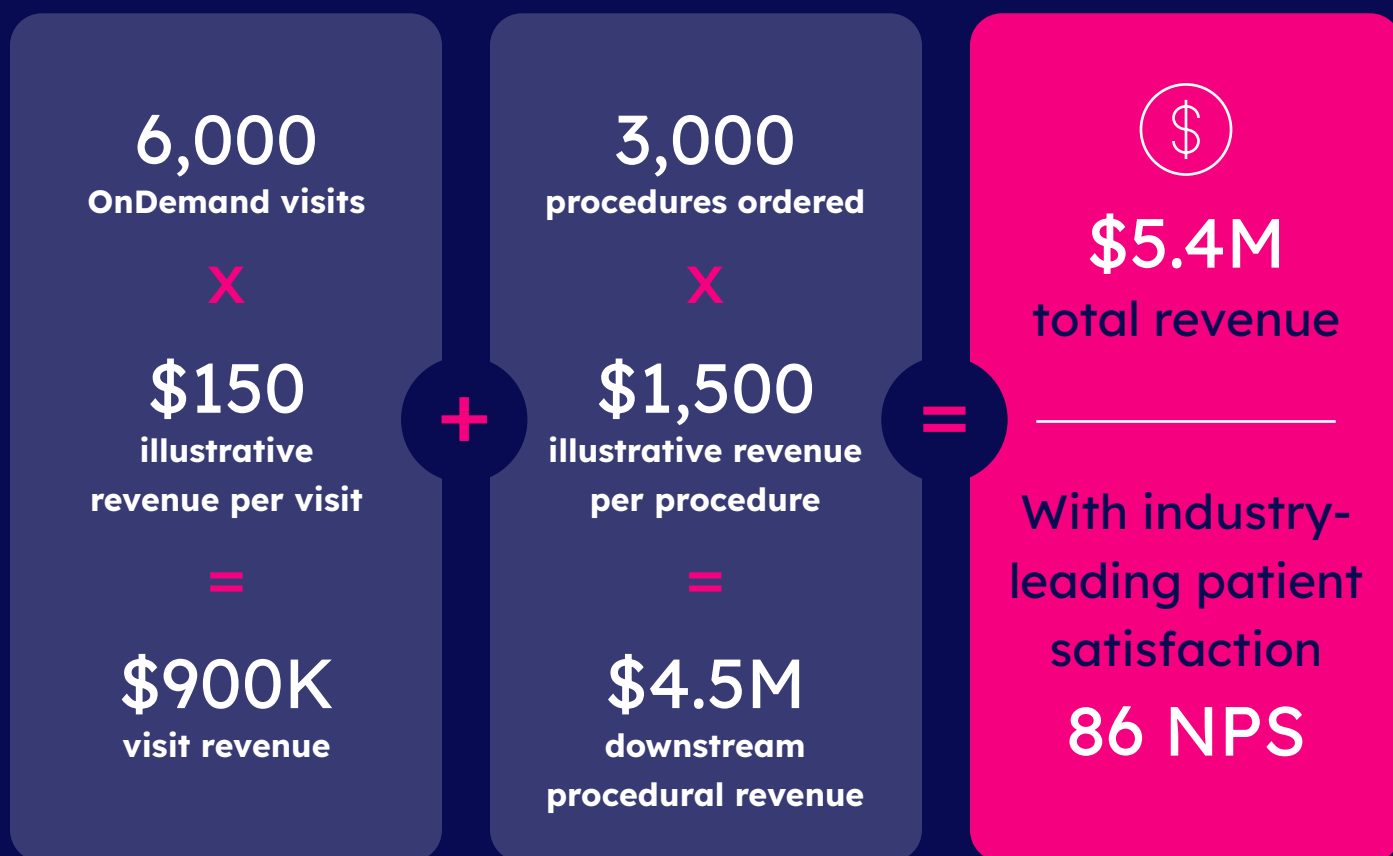 6,000
OnDemand visits
x
$150
illustrative
revenue per visit
=
$900K
visit revenue
+
3,000
procedures ordered
x
$1,500
illustrative revenue
per procedure
=
$4.5M
downstream
procedural revenue
=
$
$5.4M
total revenue
With industry-
leading patient
satisfaction
86 NPS